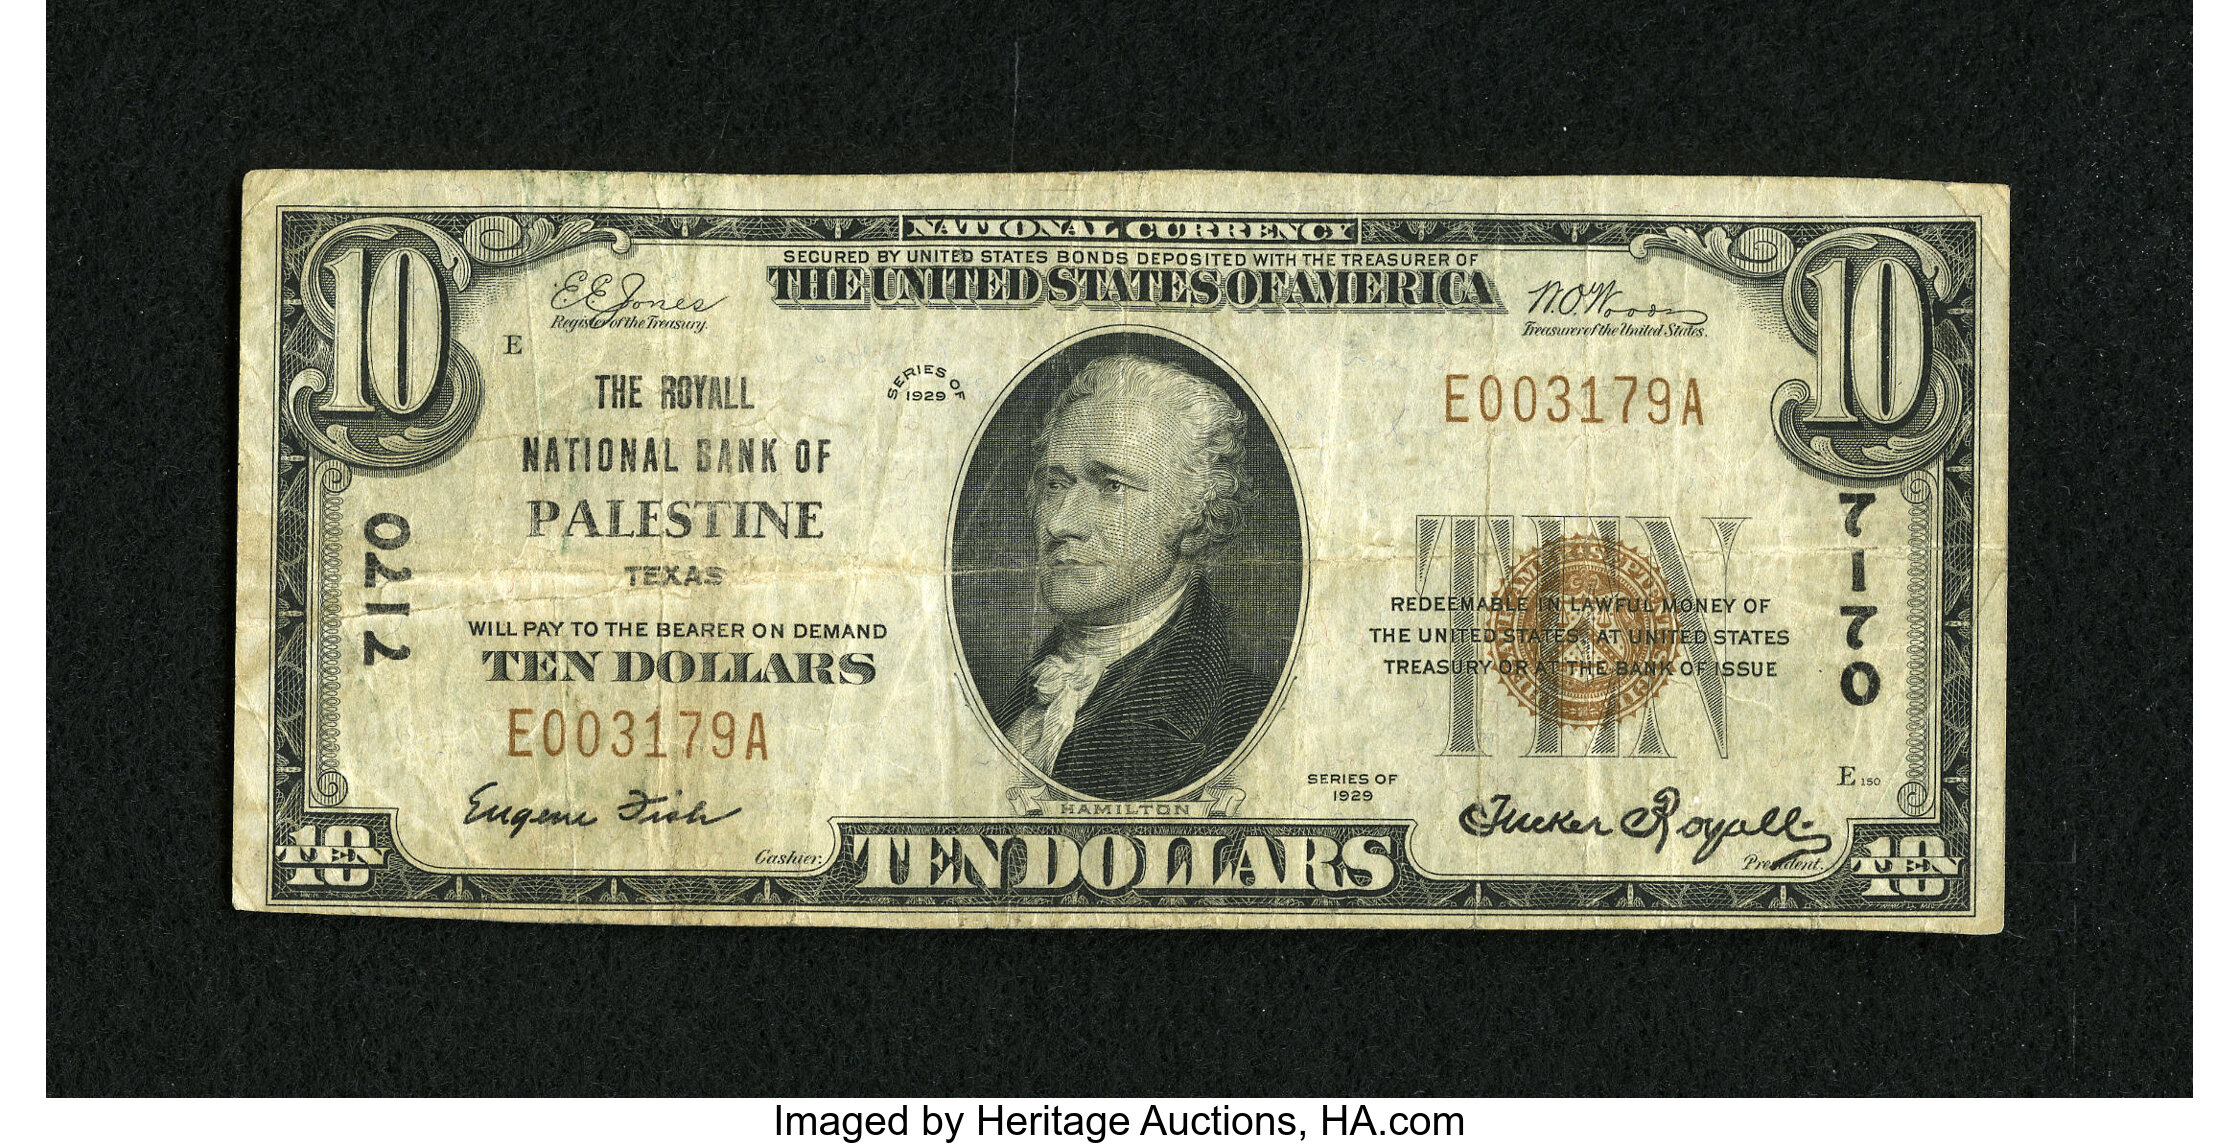 NATIONAL CURRENCY
SECURED BY UNITED STATES BONDS DEPOSITED WITH THE TREASURER OF
THE UNITED STATES OF AMERICA
10
10
E E Jones
Register of the Treasury.
W. O. Woods
Treasurer of the United States.
E
SERIES OF
1929
THE ROYALL
NATIONAL BANK OF
PALESTINE
TEXAS
E003179A
7170
7170
TEN
WILL PAY TO THE BEARER ON DEMAND
TEN DOLLARS
REDEEMABLE IN LAWFUL MONEY OF
THE UNITED STATES, AT UNITED STATES
TREASURY OR AT THE BANK OF ISSUE
E003179A
SERIES OF
1929
E 150
HAMILTON
Eugene Fish
Cashier.
Tucker Royall
President.
10
TEN
TEN DOLLARS
10
TEN
Imaged by Heritage Auctions, HA.com